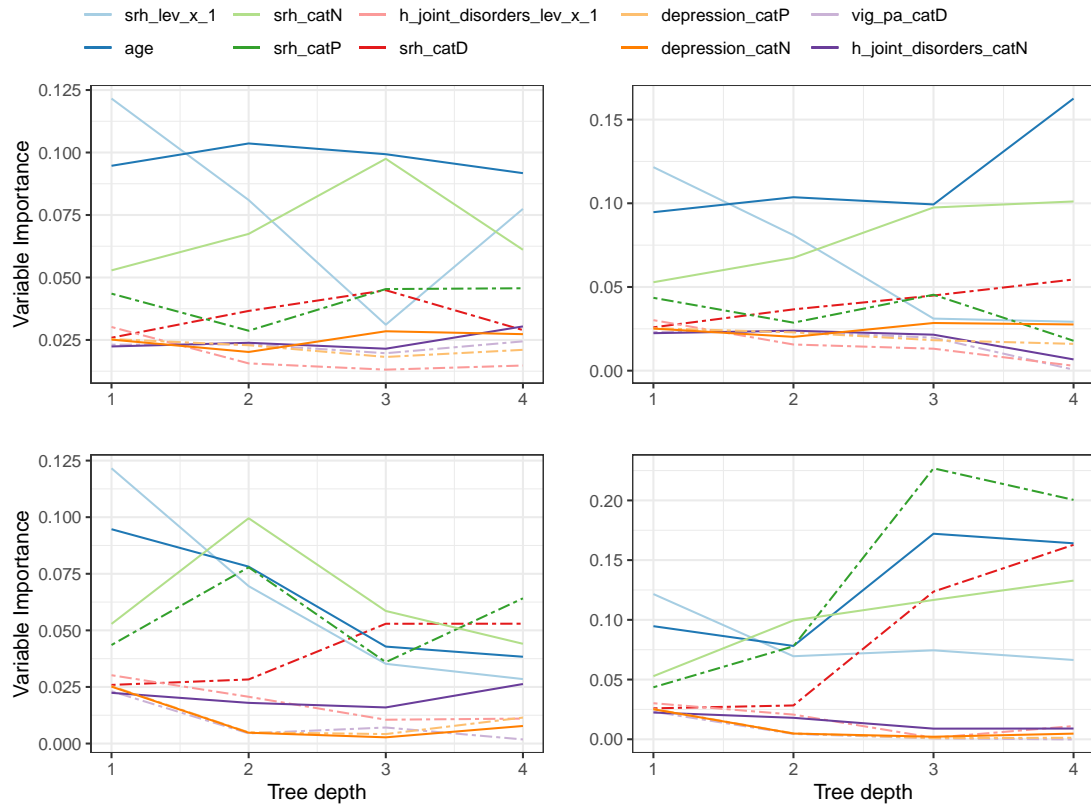 srh_lev_x_1 srh_catN h_joint_disorders_lev_x_1 depression_catP vig_pa_catD
age srh_catP srh_catD depression_catN h_joint_disorders_catN
Variable Importance
0.125
0.100
0.075
0.050
0.025
1 2 3 4
0.15
0.10
0.05
0.00
1 2 3 4
Variable Importance
0.125
0.100
0.075
0.050
0.025
0.000
1 2 3 4
Tree depth
0.20
0.15
0.10
0.05
0.00
1 2 3 4
Tree depth